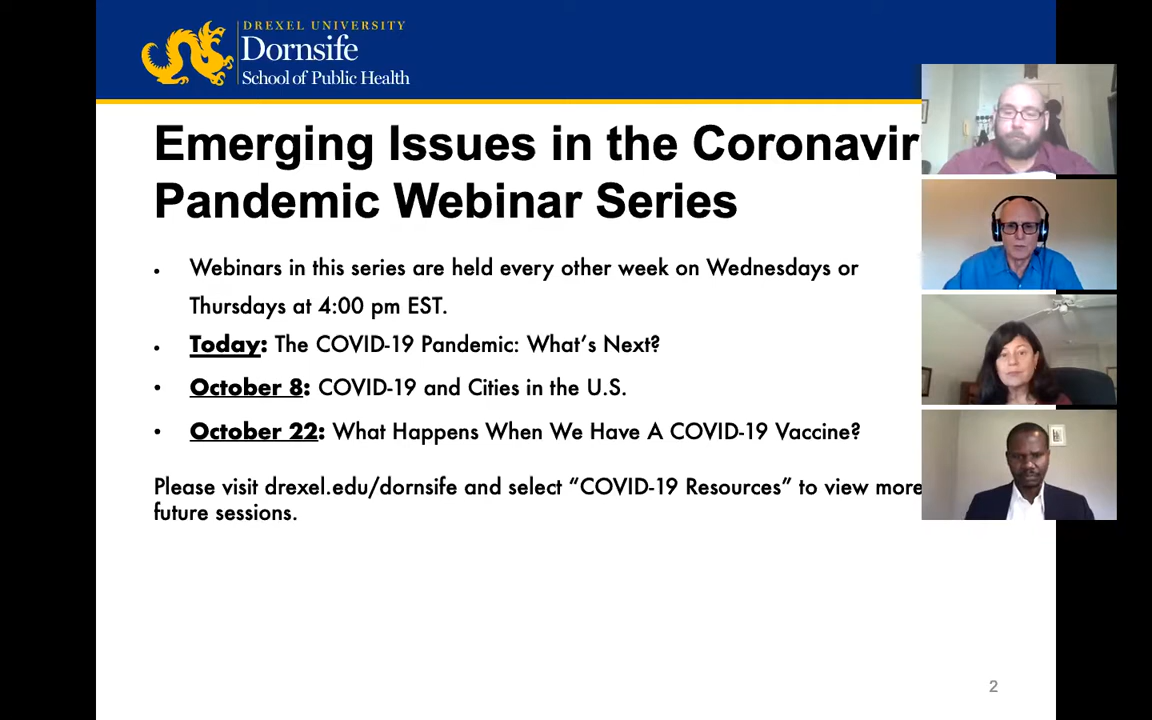 DREXEL UNIVERSITY
Dornsife
School of Public Health
Emerging Issues in the Coronavir
Pandemic Webinar Series
• Webinars in this series are held every other week on Wednesdays or
Thursdays at 4:00 pm EST.
• Today: The COVID-19 Pandemic: What's Next?
• October 8: COVID-19 and Cities in the U.S.
• October 22: What Happens When We Have A COVID-19 Vaccine?
Please visit drexel.edu/dornsife and select “COVID-19 Resources” to view more
future sessions.
2